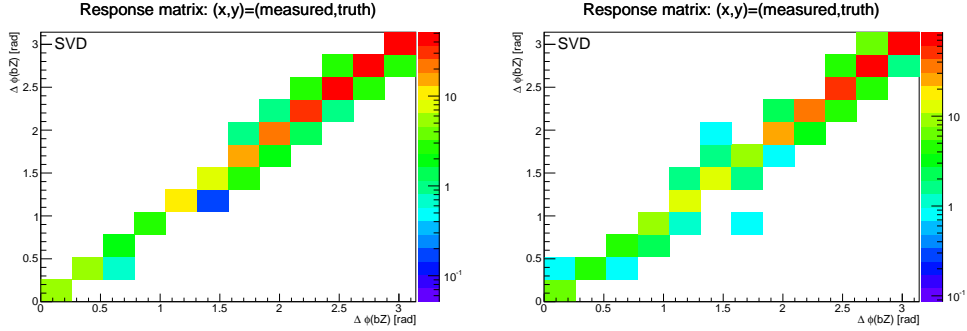 Response matrix: (x,y)=(measured,truth)
Δ ϕ(bZ) [rad]
SVD
3
2.5
2
1.5
1
0.5
0
0 0.5 1 1.5 2 2.5 3
Δ ϕ(bZ) [rad]
10
1
10⁻¹
Response matrix: (x,y)=(measured,truth)
Δ ϕ(bZ) [rad]
SVD
3
2.5
2
1.5
1
0.5
0
0 0.5 1 1.5 2 2.5 3
Δ ϕ(bZ) [rad]
10
1
10⁻¹